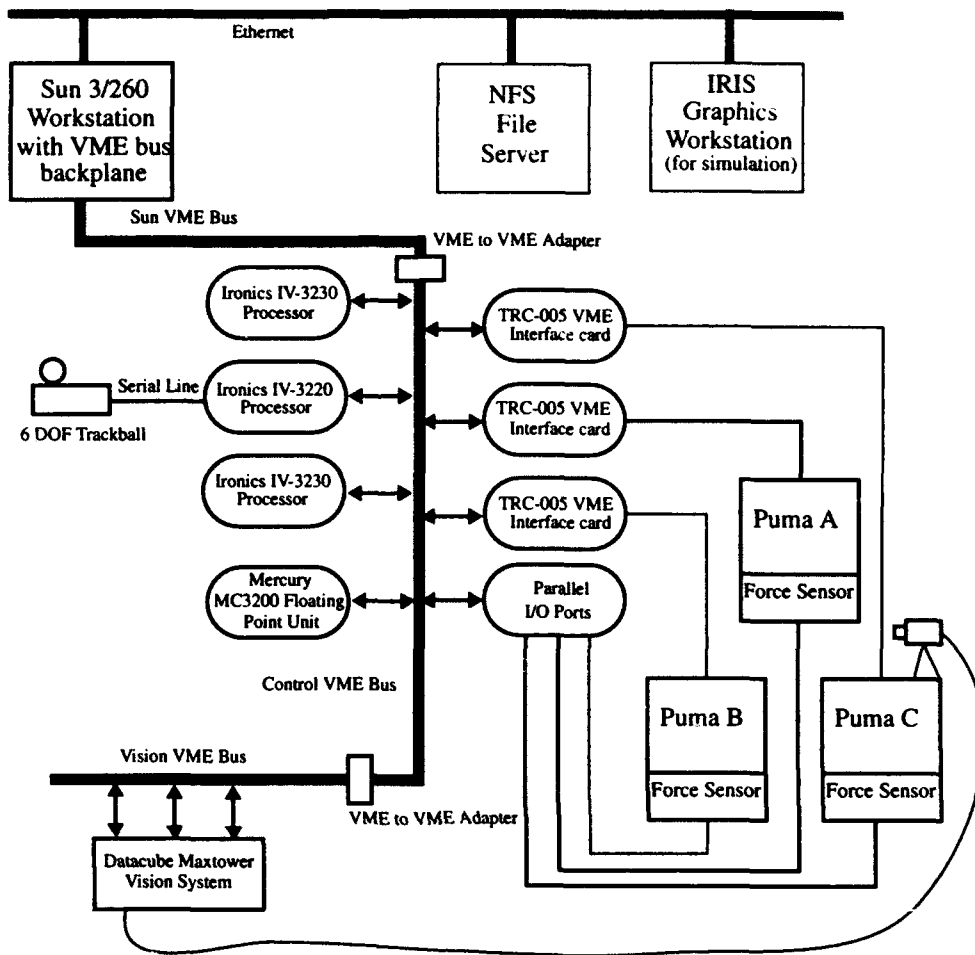 Ethernet
Sun 3/260
Workstation
with VME bus
backplane
NFS
File
Server
IRIS
Graphics
Workstation
(for simulation)
Sun VME Bus
VME to VME Adapter
Ironics IV-3230
Processor
TRC-005 VME
Interface card
Serial Line
Ironics IV-3220
Processor
6 DOF Trackball
TRC-005 VME
Interface card
Ironics IV-3230
Processor
TRC-005 VME
Interface card
Puma A
Force Sensor
Mercury
MC3200 Floating
Point Unit
Parallel
I/O Ports
Control VME Bus
Puma B
Force Sensor
Puma C
Force Sensor
Vision VME Bus
VME to VME Adapter
Datacube Maxtower
Vision System